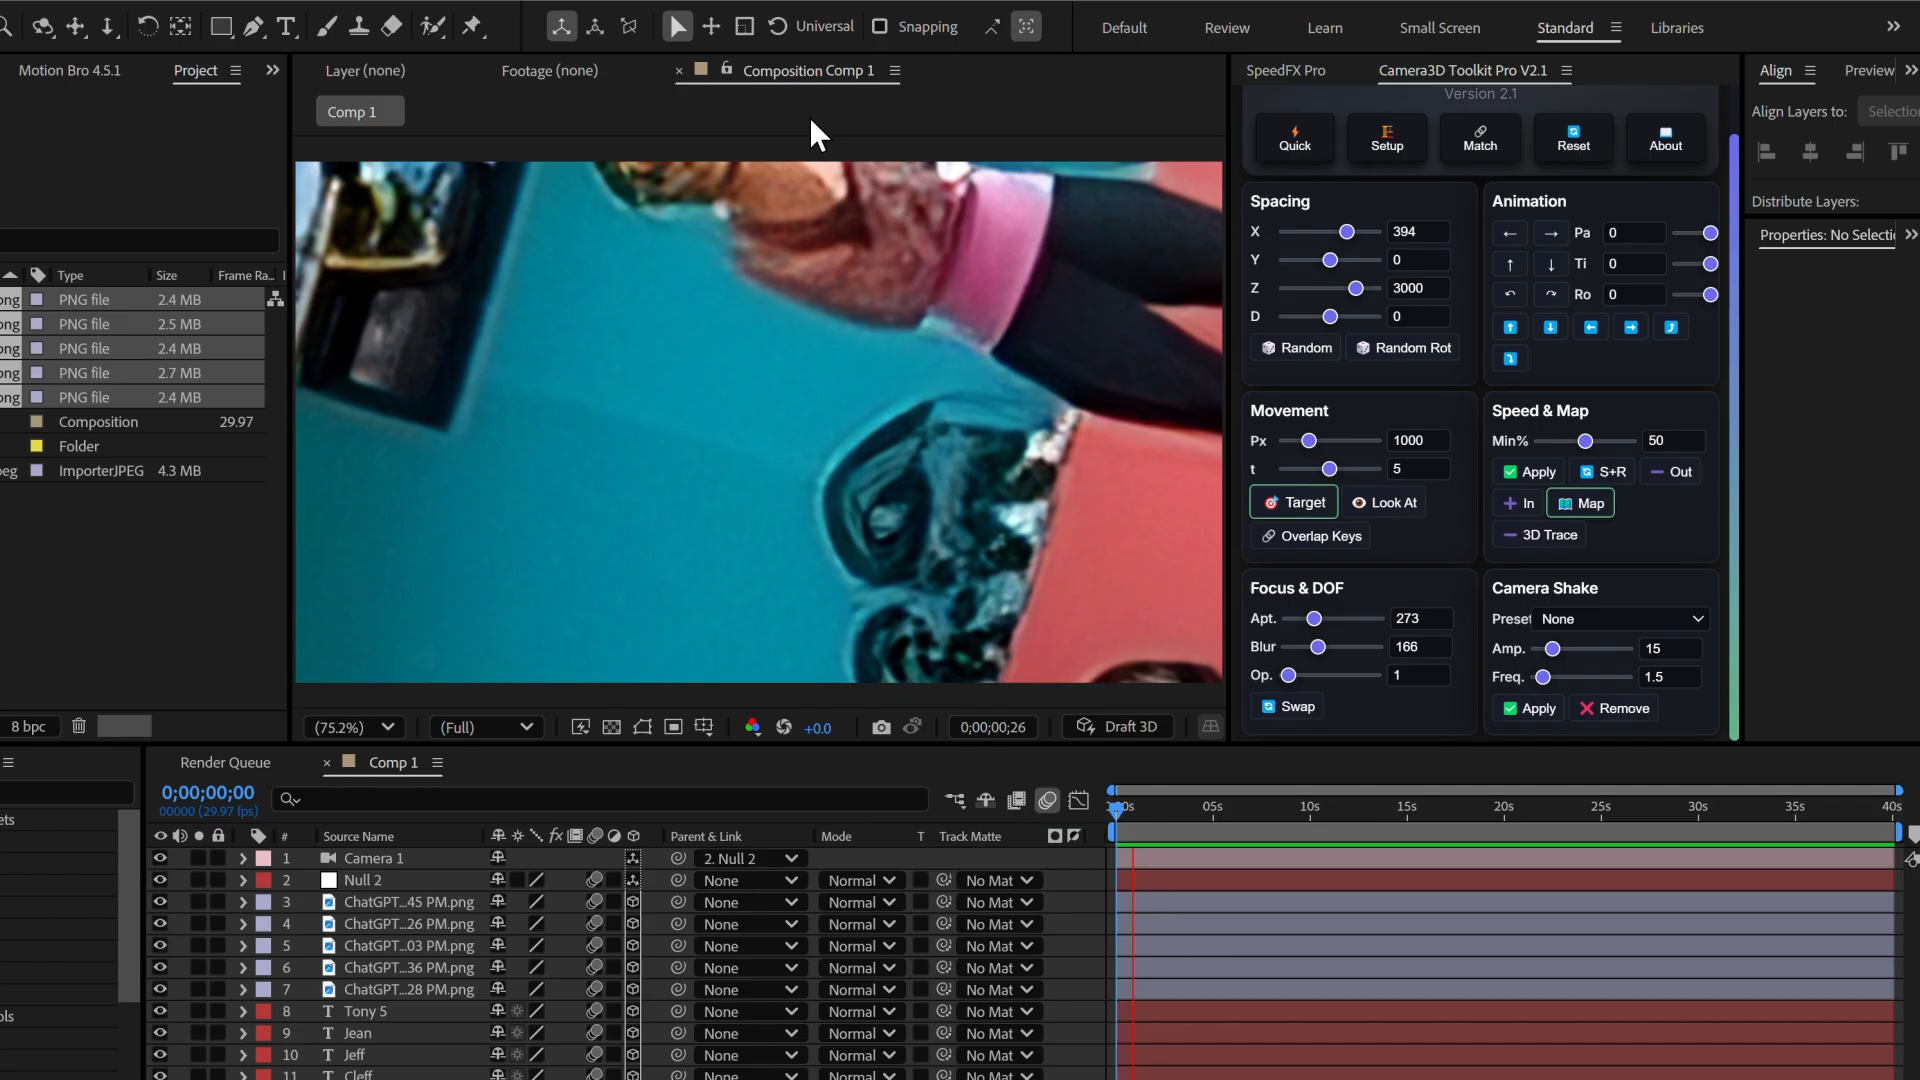 Universal
Snapping
Default
Review
Learn
Small Screen
Standard
Libraries
Motion Bro 4.5.1
Project
Layer (none)
Footage (none)
× Composition Comp 1
SpeedFX Pro
Camera3D Toolkit Pro V2.1
Align
Preview
Comp 1
Version 2.1
Align Layers to:
Selection
Quick
Setup
Match
Reset
About
Distribute Layers:
Properties: No Selecti
Spacing
X 394
Y 0
Z 3000
D 0
Random
Random Rot
Animation
Pa 0
Ti 0
Ro 0
Type Size Frame Ra..
ong PNG file 2.4 MB
ong PNG file 2.5 MB
ong PNG file 2.4 MB
ong PNG file 2.7 MB
ong PNG file 2.4 MB
Composition 29.97
Folder
peg ImporterJPEG 4.3 MB
Movement
Px 1000
t 5
Target
Look At
Overlap Keys
Speed & Map
Min% 50
Apply
S+R
Out
In
Map
3D Trace
Focus & DOF
Apt. 273
Blur 166
Op. 1
Swap
Camera Shake
Preset None
Amp. 15
Freq. 1.5
Apply
Remove
8 bpc
(75.2%)
(Full)
+0.0
0;00;00;26
Draft 3D
Render Queue
× Comp 1
0;00;00;00
00000 (29.97 fps)
ets
ols
05s 10s 15s 20s 25s 30s 35s 40s
# Source Name fx Parent & Link Mode T Track Matte
1 Camera 1 2. Null 2
2 Null 2 None Normal No Mat
3 ChatGPT...45 PM.png None Normal No Mat
4 ChatGPT...26 PM.png None Normal No Mat
5 ChatGPT...03 PM.png None Normal No Mat
6 ChatGPT...36 PM.png None Normal No Mat
7 ChatGPT...28 PM.png None Normal No Mat
8 T Tony 5 None Normal No Mat
9 T Jean None Normal No Mat
10 T Jeff None Normal No Mat
11 T Cleff None Normal No Mat